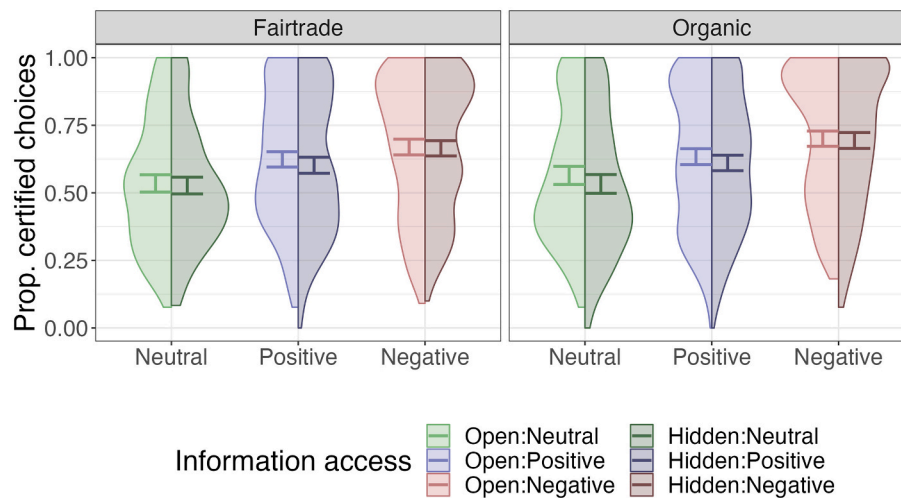 Fairtrade
Organic
Prop. certified choices
1.00
0.75
0.50
0.25
0.00
Neutral
Positive
Negative
Neutral
Positive
Negative
Information access
Open:Neutral
Open:Positive
Open:Negative
Hidden:Neutral
Hidden:Positive
Hidden:Negative